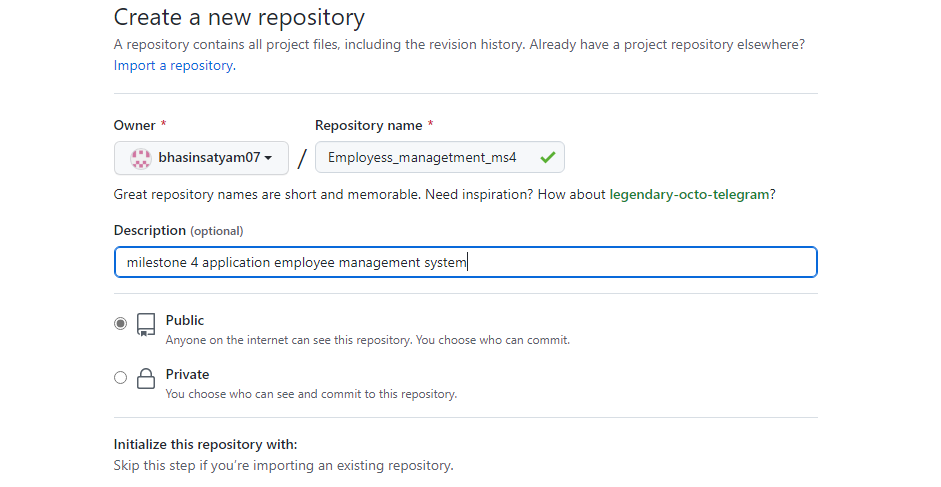 Create a new repository
A repository contains all project files, including the revision history. Already have a project repository elsewhere?
Import a repository.
Owner * Repository name *
bhasinsatyam07 / Employess_managetment_ms4
Great repository names are short and memorable. Need inspiration? How about legendary-octo-telegram?
Description (optional)
milestone 4 application employee management system
Public
Anyone on the internet can see this repository. You choose who can commit.
Private
You choose who can see and commit to this repository.
Initialize this repository with:
Skip this step if you're importing an existing repository.